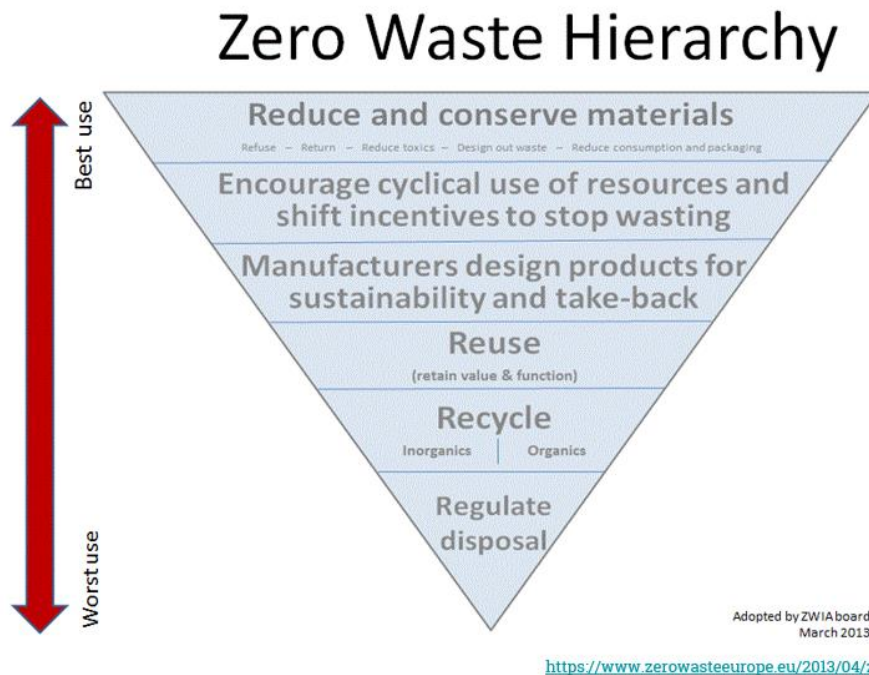 Zero Waste Hierarchy
Best use
Worst use
Reduce and conserve materials
Refuse – Return – Reduce toxics – Design out waste – Reduce consumption and packaging
Encourage cyclical use of resources and
shift incentives to stop wasting
Manufacturers design products for
sustainability and take-back
Reuse
(retain value & function)
Recycle
Inorganics | Organics
Regulate
disposal
Adopted by ZWIA board
March 2013
https://www.zerowasteeurope.eu/2013/04/